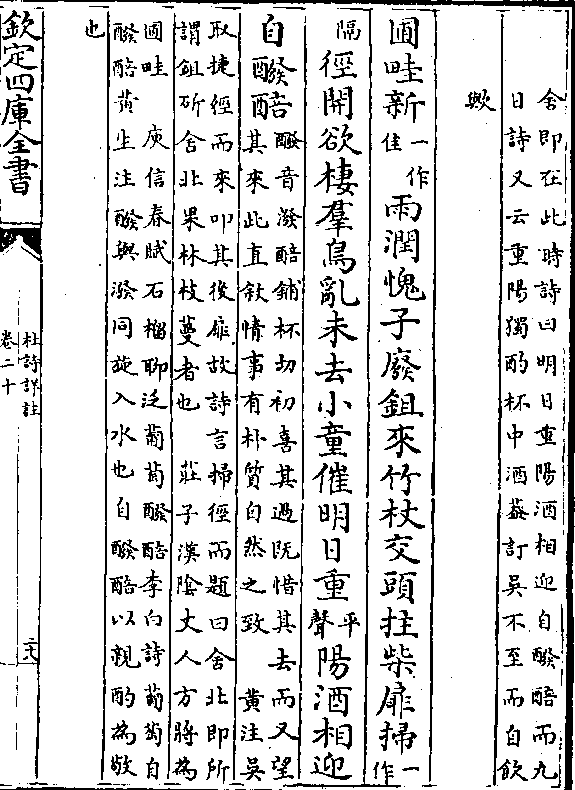 舍即在此時詩曰明日重陽酒相迎自醱醅而九
日詩又云重陽獨酌杯中酒葢訂吳不至而自飲
歟
圃畦新一作佳雨潤愧子廢鉏來竹杖交頭拄柴扉掃一作
隔徑開欲棲羣鳥亂未去小童催明日重平聲陽酒相迎
自醱醅醱音潑醅鋪杯切初喜其過既惜其去而又望
其來此直敘情事有朴質自然之致　黃注吳
取捷徑而來叩其後扉故詩言掃徑而題曰舍北即所
謂鉏斫舍北果林枝蔓者也　莊子漢陰丈人方將為
圃畦　庾信春賦石榴聊泛葡萄醱醅李白詩葡萄自
醱醅黃生注醱與潑同旋入水也自醱醅以親酌為敬
也
欽定四庫全書
杜詩詳註
卷二十
二十八